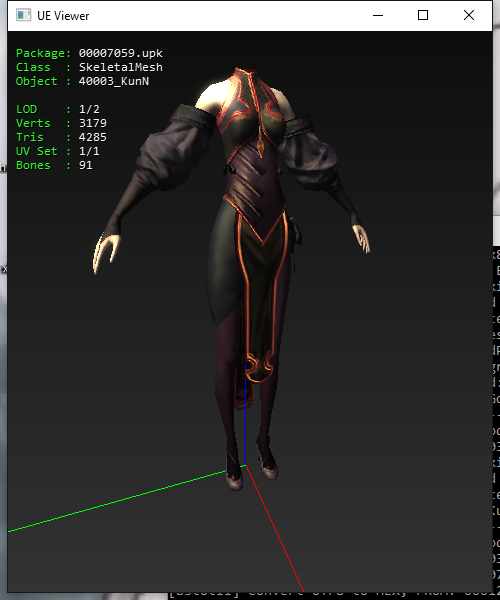 UE Viewer
Package: 00007059.upk
Class : SkeletalMesh
Object : 40003_KunN
LOD : 1/2
Verts : 3179
Tris : 4285
UV Set : 1/1
Bones : 91